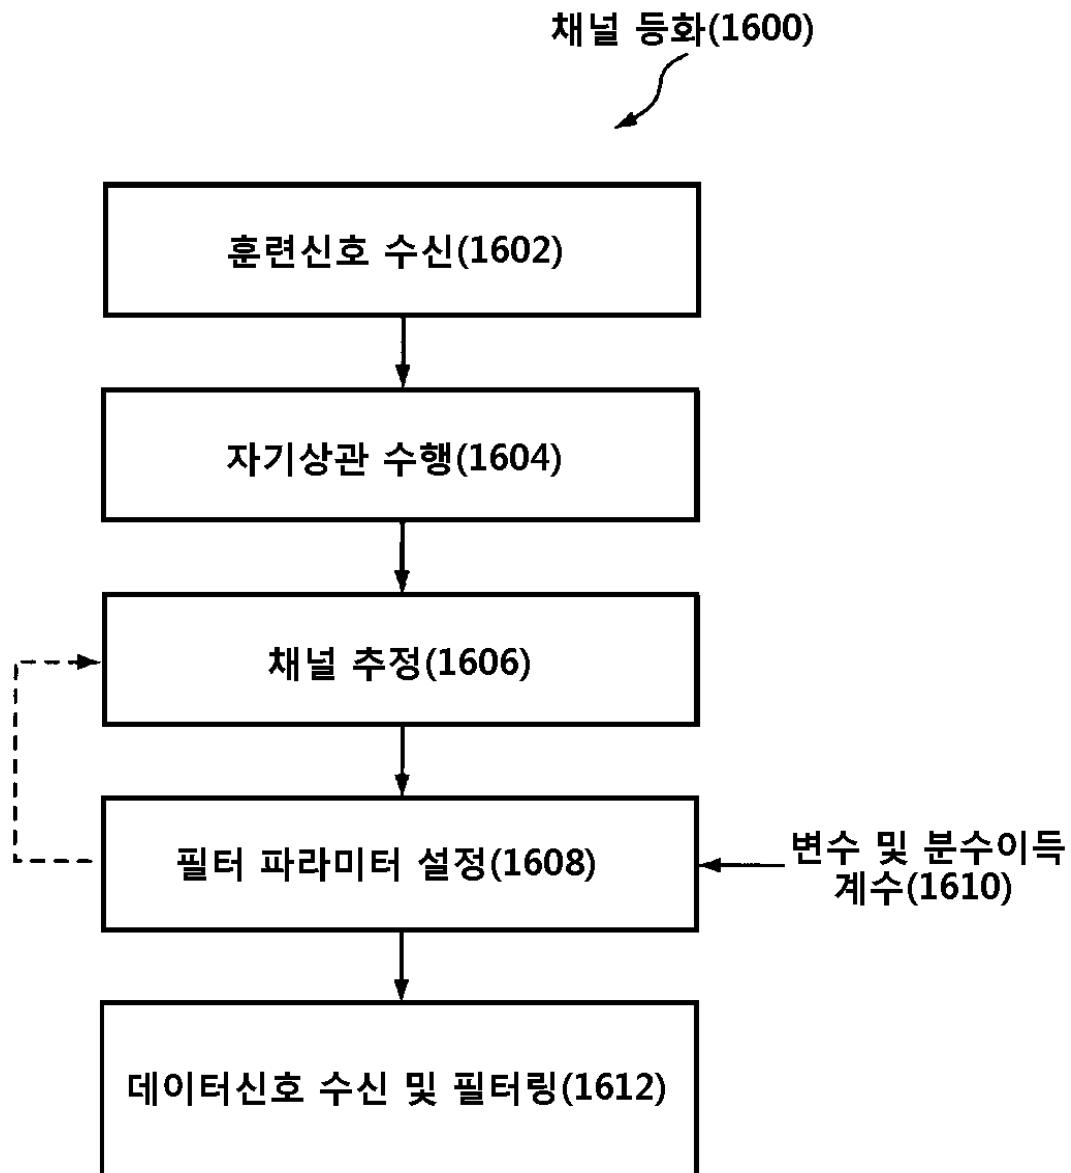 채널 등화(1600)
훈련신호 수신(1602)
자기상관 수행(1604)
채널 추정(1606)
필터 파라미터 설정(1608)
변수 및 분수이득
계수(1610)
데이터신호 수신 및 필터링(1612)